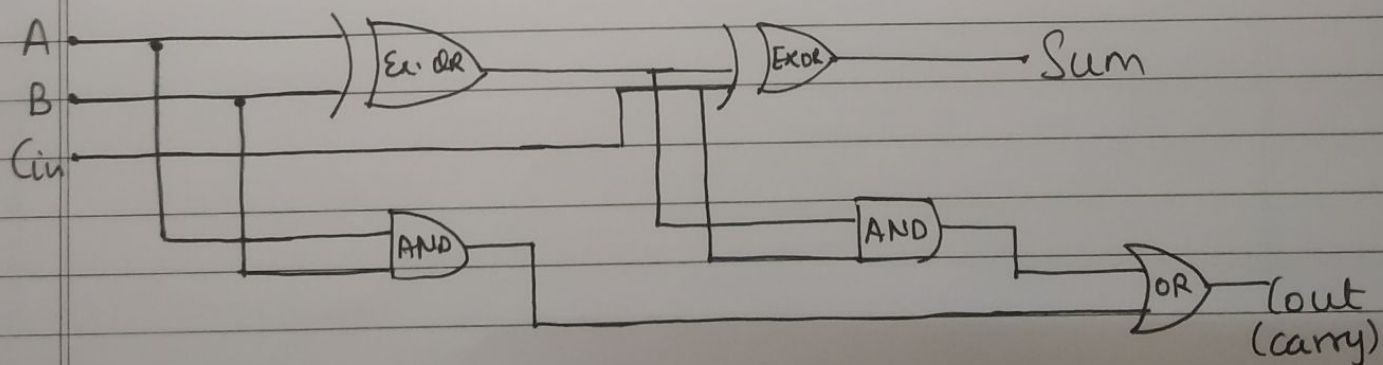 A
Ex. OR
EXOR
Sum
B
Cin
AND
AND
OR
Cout
(carry)